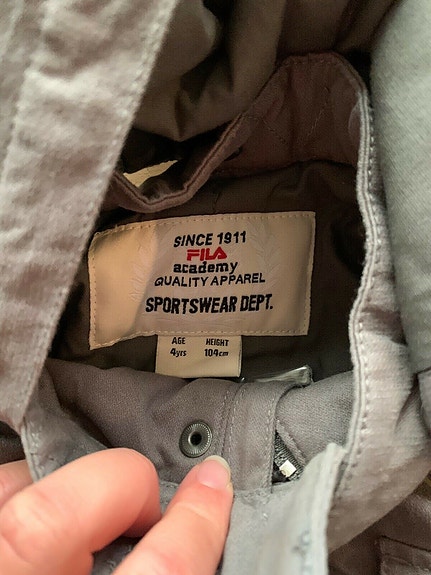 SINCE 1911
FILA
academy
QUALITY APPAREL
SPORTSWEAR DEPT.
AGE HEIGHT
4yrs 104cm